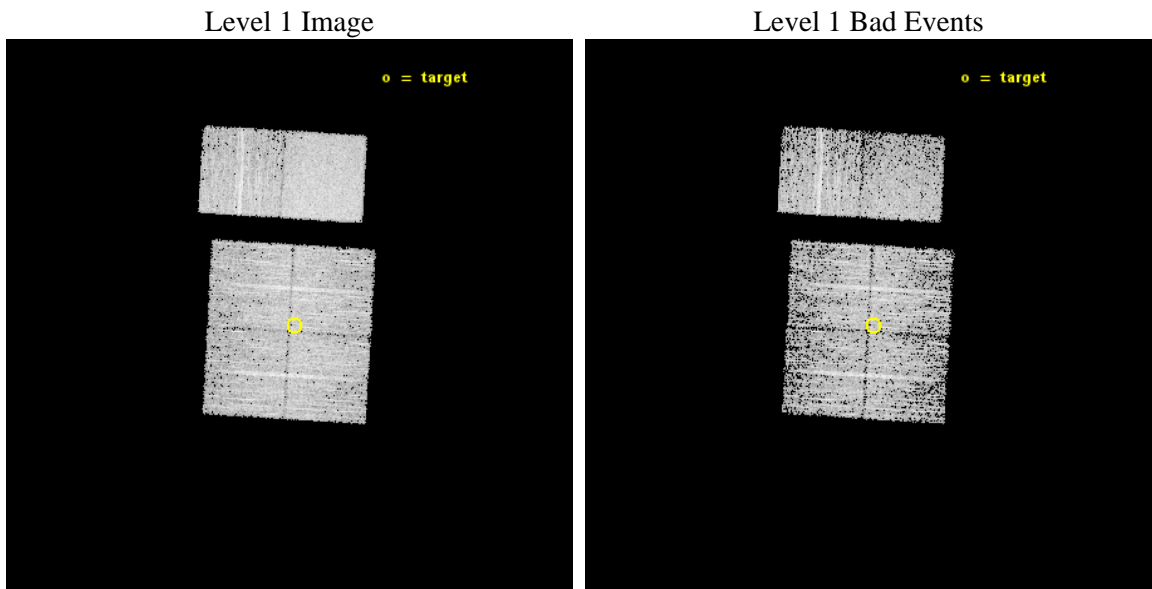 Level 1 Image
Level 1 Bad Events
o = target
o = target